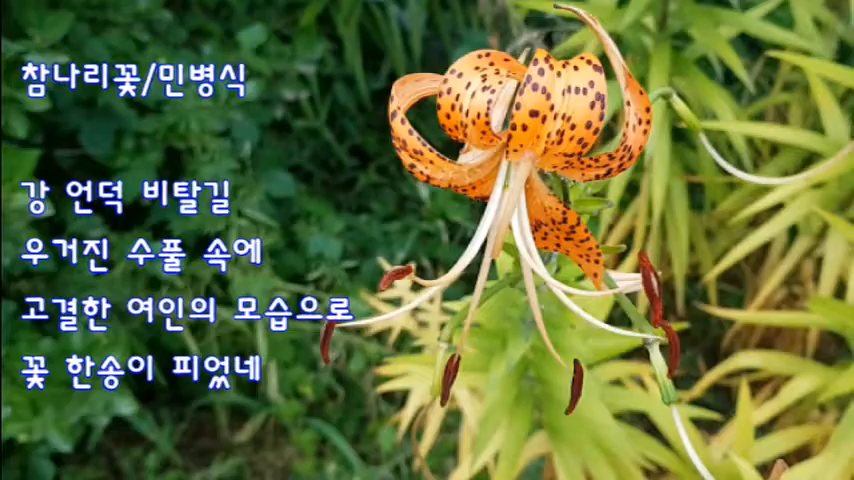 참나리꽃/민병식
강 언덕 비탈길
우거진 수풀 속에
고결한 여인의 모습으로
꽃 한송이 피었네